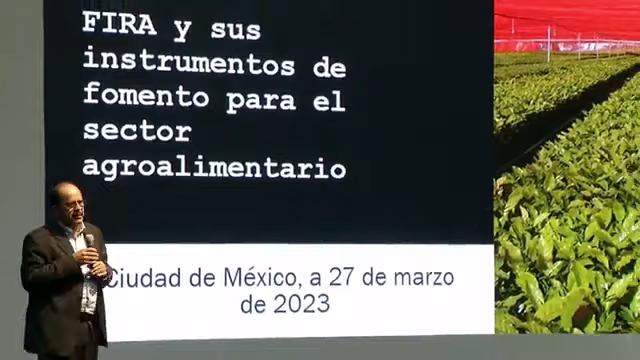 FIRA y sus
instrumentos de
fomento para el
sector
agroalimentario
Ciudad de México, a 27 de marzo
de 2023